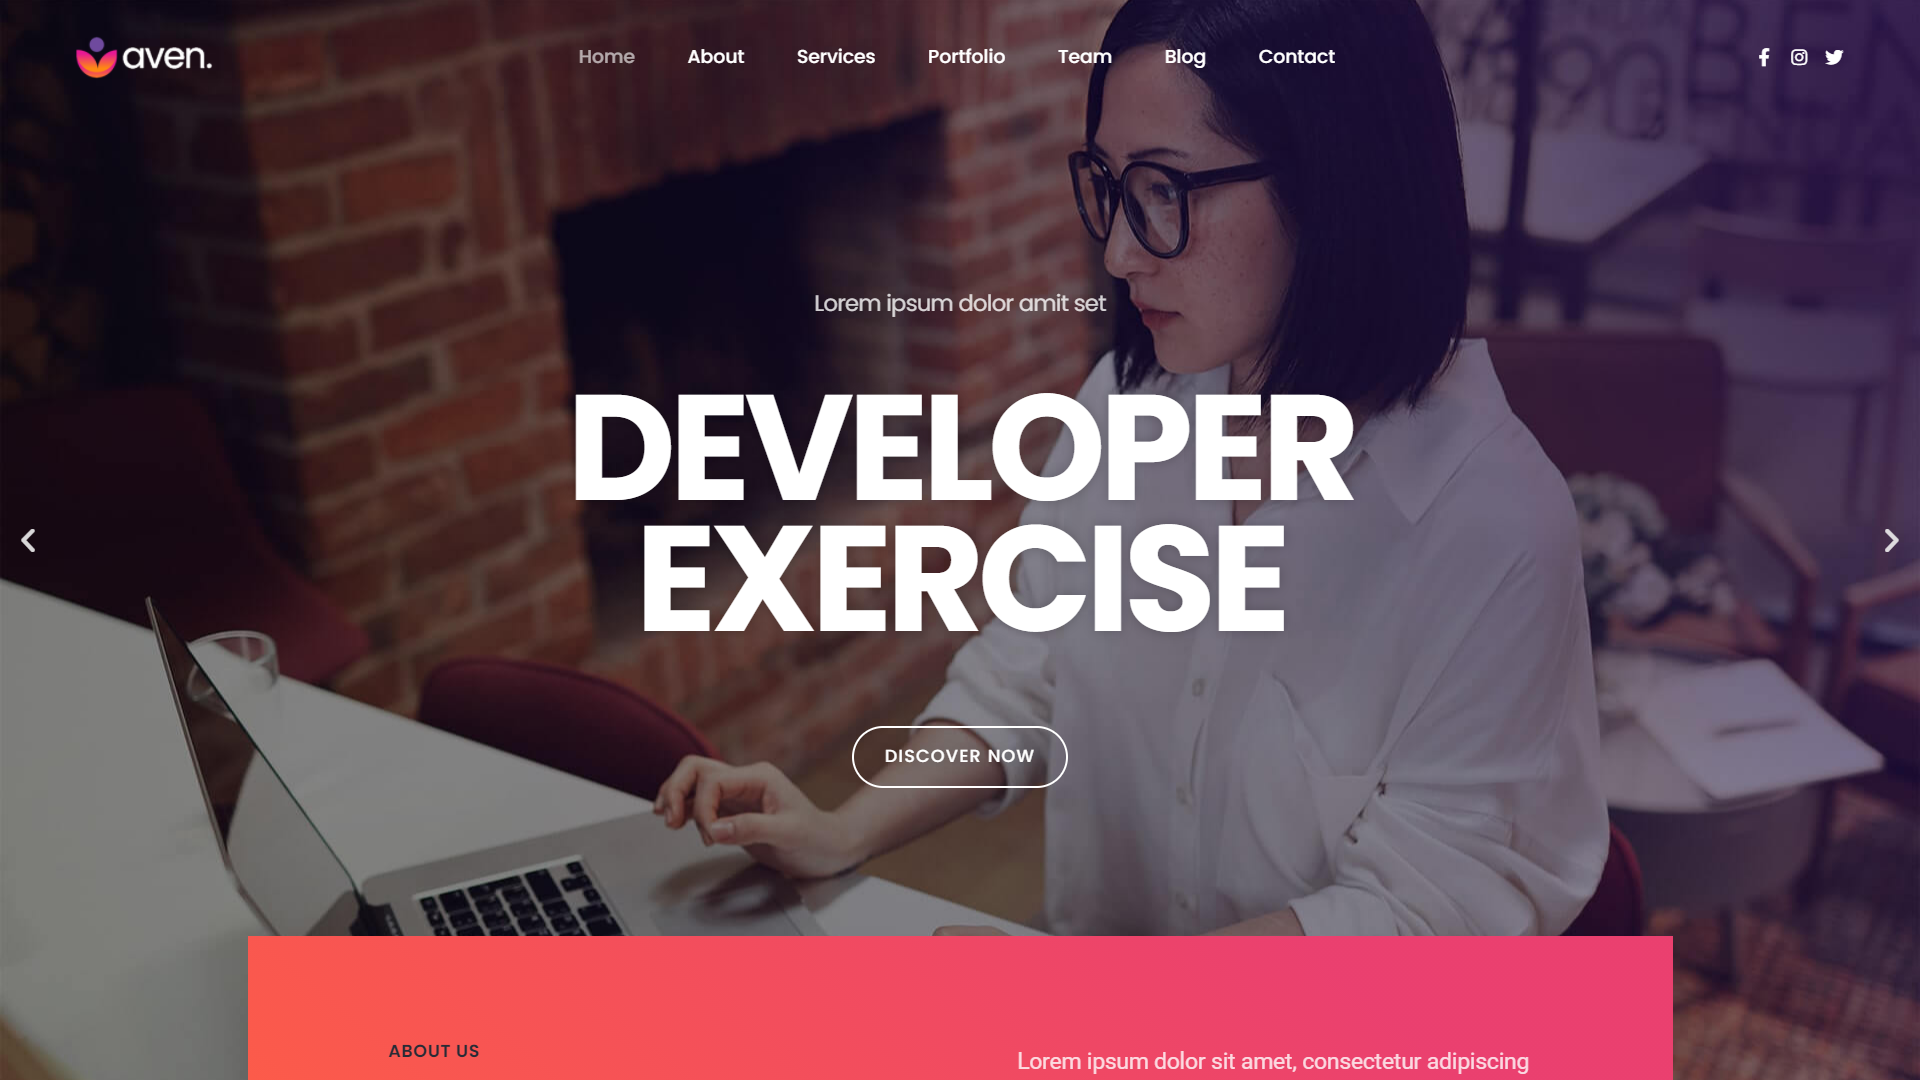 aven.
Home About Services Portfolio Team Blog Contact
Lorem ipsum dolor amit set
DEVELOPER
EXERCISE
DISCOVER NOW
ABOUT US
Lorem ipsum dolor sit amet, consectetur adipiscing